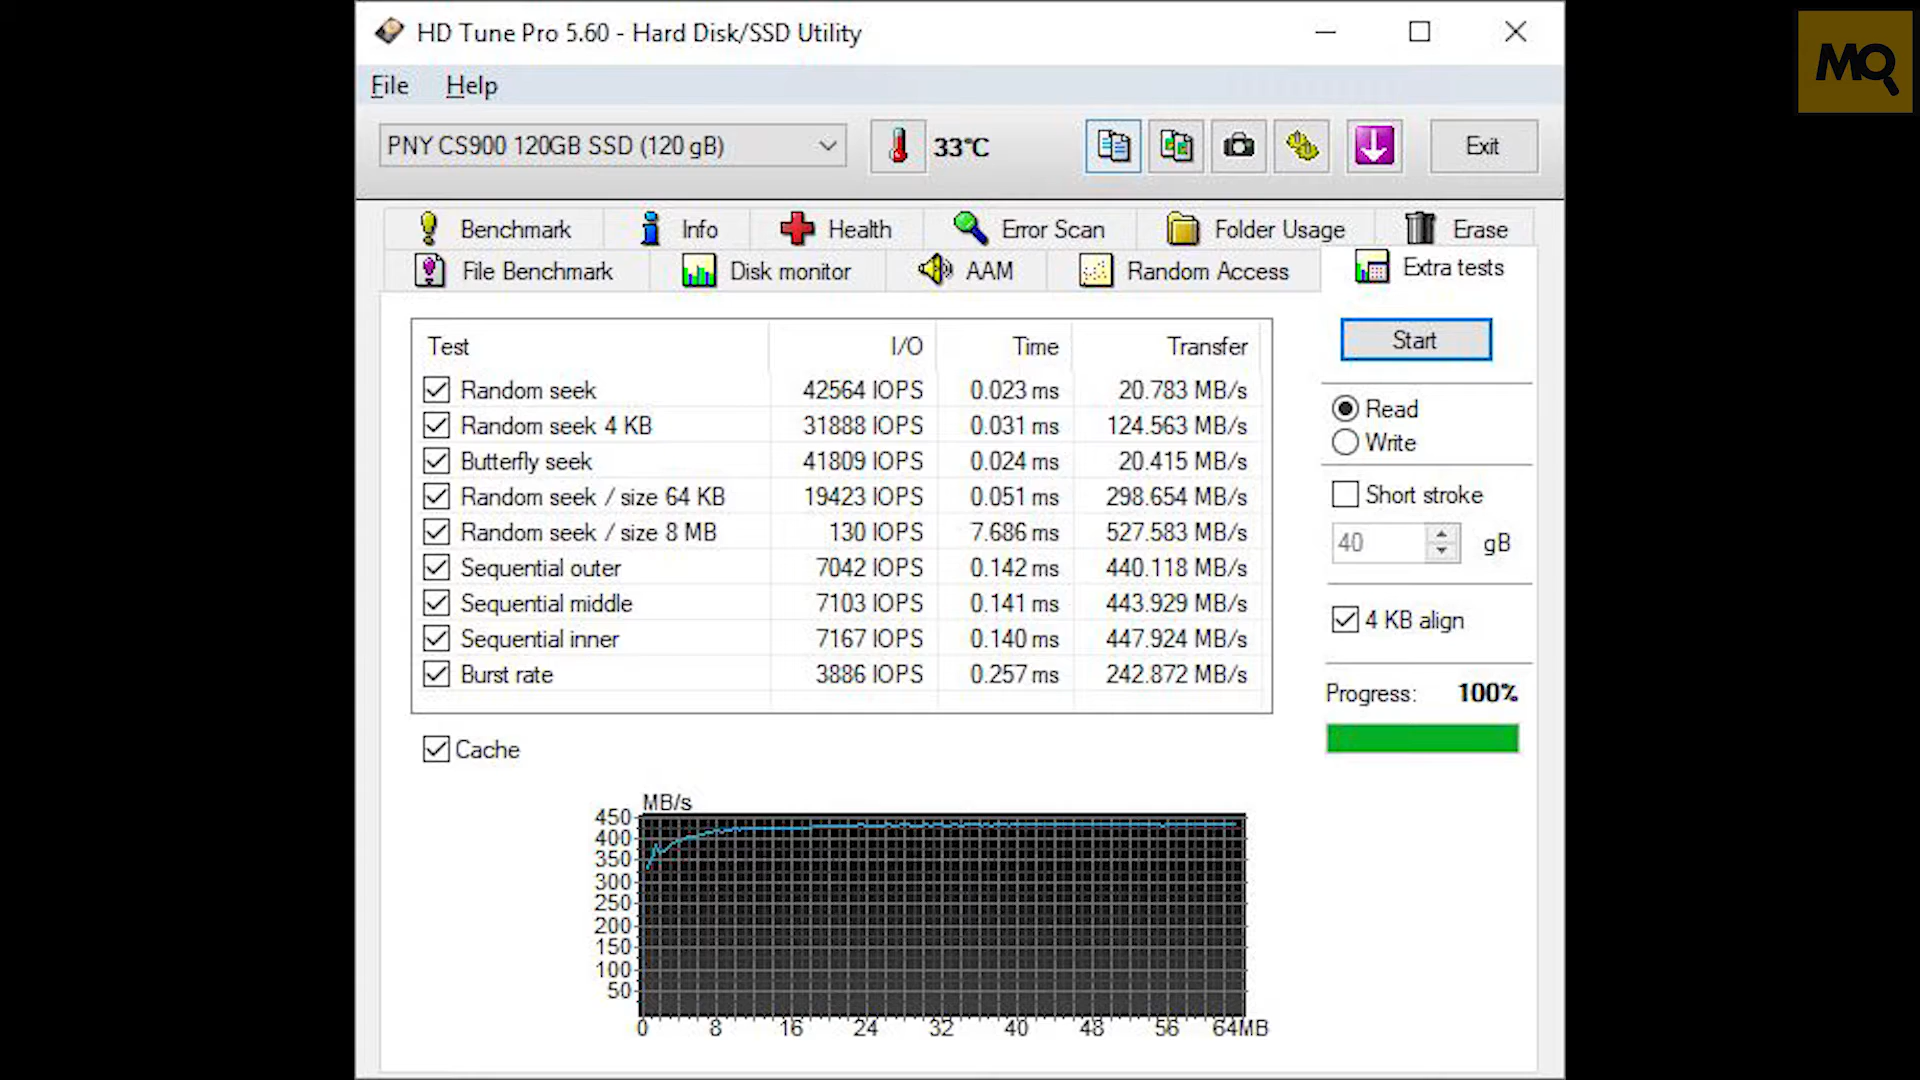 HD Tune Pro 5.60 - Hard Disk/SSD Utility
MQ
File Help
PNY CS900 120GB SSD (120 gB) 33°C Exit
Benchmark Info Health Error Scan Folder Usage Erase
File Benchmark Disk monitor AAM Random Access Extra tests
Test I/O Time Transfer
Random seek 42564 IOPS 0.023 ms 20.783 MB/s
Random seek 4 KB 31888 IOPS 0.031 ms 124.563 MB/s
Butterfly seek 41809 IOPS 0.024 ms 20.415 MB/s
Random seek / size 64 KB 19423 IOPS 0.051 ms 298.654 MB/s
Random seek / size 8 MB 130 IOPS 7.686 ms 527.583 MB/s
Sequential outer 7042 IOPS 0.142 ms 440.118 MB/s
Sequential middle 7103 IOPS 0.141 ms 443.929 MB/s
Sequential inner 7167 IOPS 0.140 ms 447.924 MB/s
Burst rate 3886 IOPS 0.257 ms 242.872 MB/s
Start
Read
Write
Short stroke
40 gB
4 KB align
Progress: 100%
Cache
MB/s
450
400
350
300
250
200
150
100
50
0 8 16 24 32 40 48 56 64MB